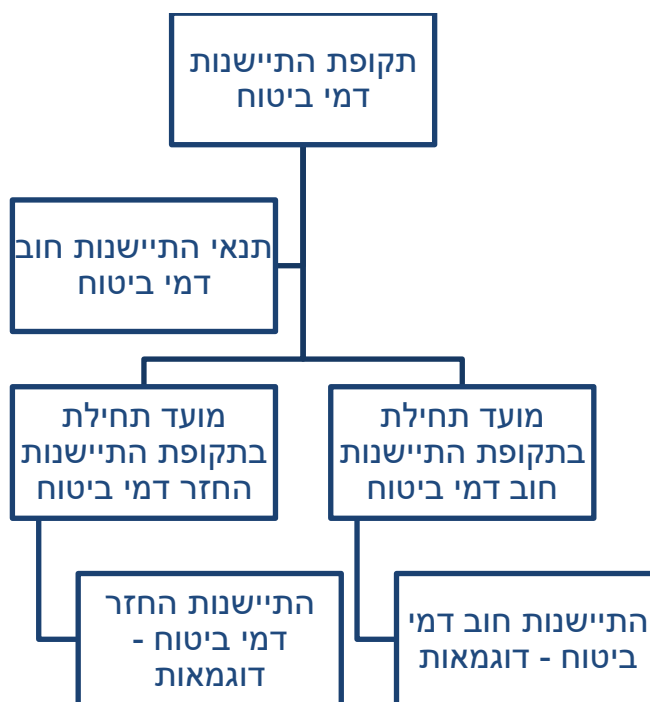 תקופת התיישנות
דמי ביטוח
תנאי התיישנות חוב
דמי ביטוח
מועד תחילת
בתקופת התיישנות
חוב דמי ביטוח
מועד תחילת
בתקופת התיישנות
החזר דמי ביטוח
התיישנות חוב דמי
ביטוח - דוגמאות
התיישנות החזר
דמי ביטוח -
דוגמאות